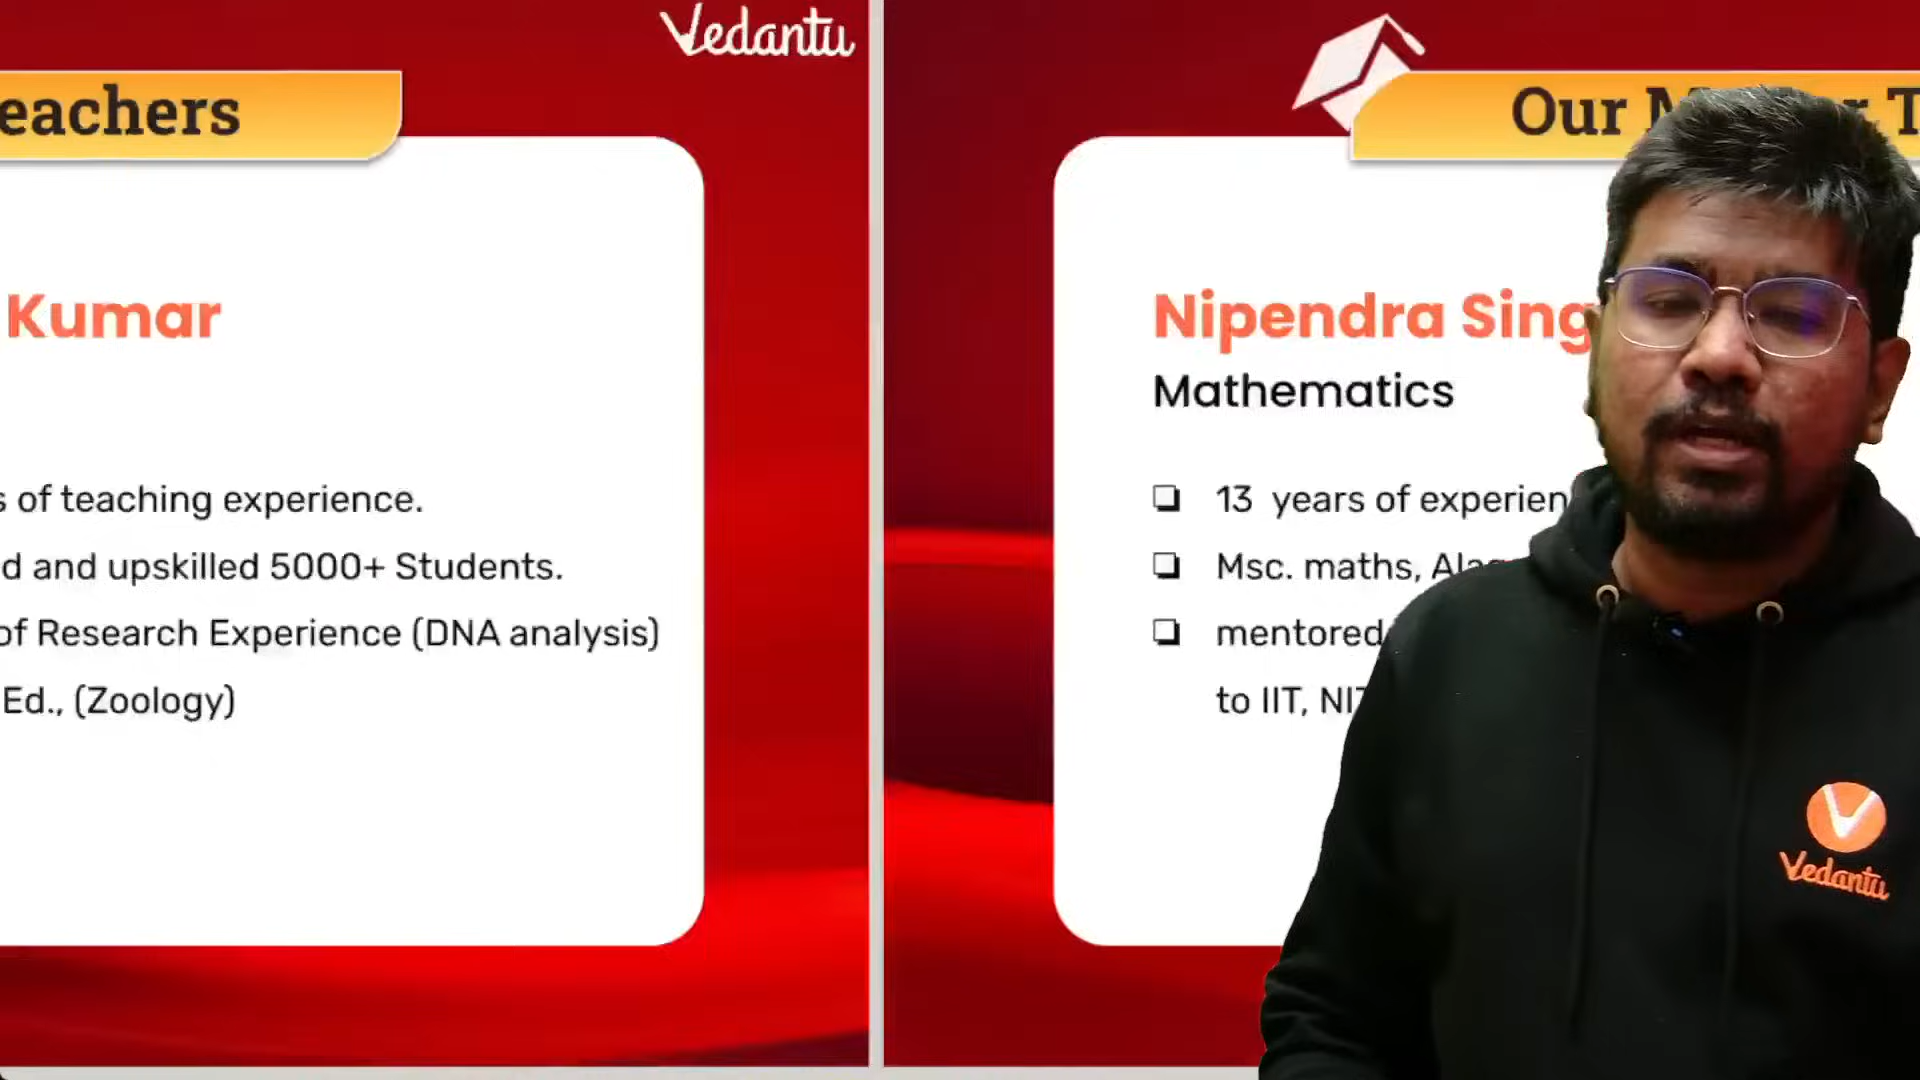 Vedantu
eachers
Kumar
s of teaching experience.
d and upskilled 5000+ Students.
of Research Experience (DNA analysis)
Ed., (Zoology)
Our
Nipendra Sing
Mathematics
13 years of experien
Msc. maths,
mentored
to IIT, NIT
Vedantu